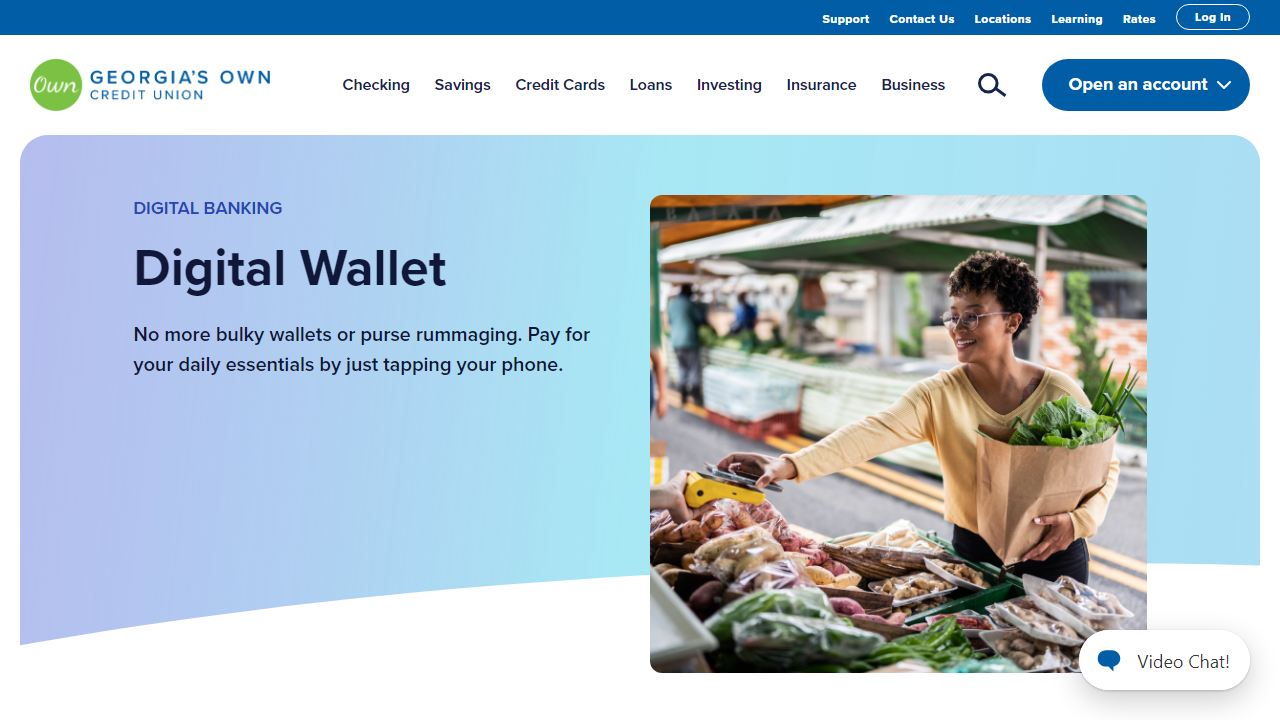 Support Contact Us Locations Learning Rates Log In
Own GEORGIA'S OWN
CREDIT UNION
Checking Savings Credit Cards Loans Investing Insurance Business Open an account
DIGITAL BANKING
Digital Wallet
No more bulky wallets or purse rummaging. Pay for
your daily essentials by just tapping your phone.
Video Chat!